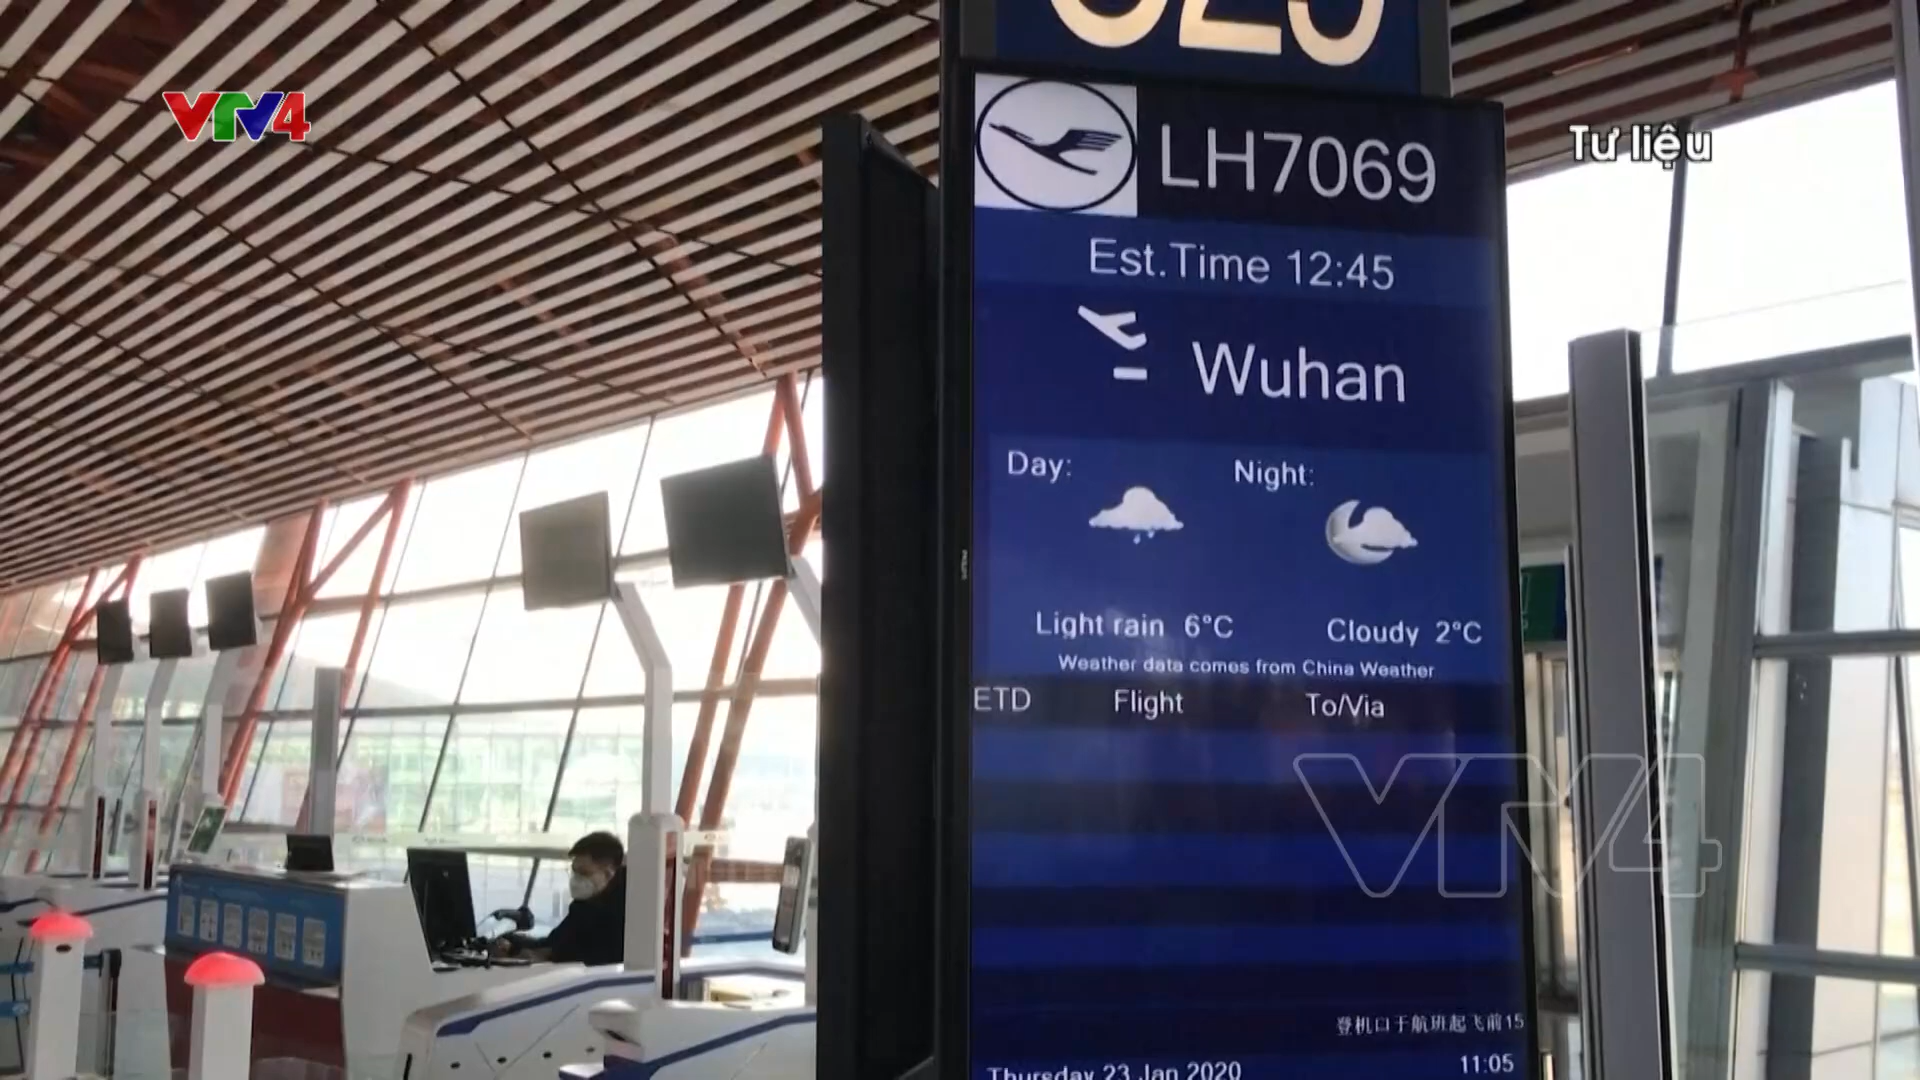 VTV4
Tư liệu
LH7069
Est.Time 12:45
Wuhan
Day:
Night:
Light rain 6°C
Cloudy 2°C
Weather data comes from China Weather
ETD Flight To/Via
VTV4
登机口于航班起飞前15
Thursday 23 Jan 2020 11:05